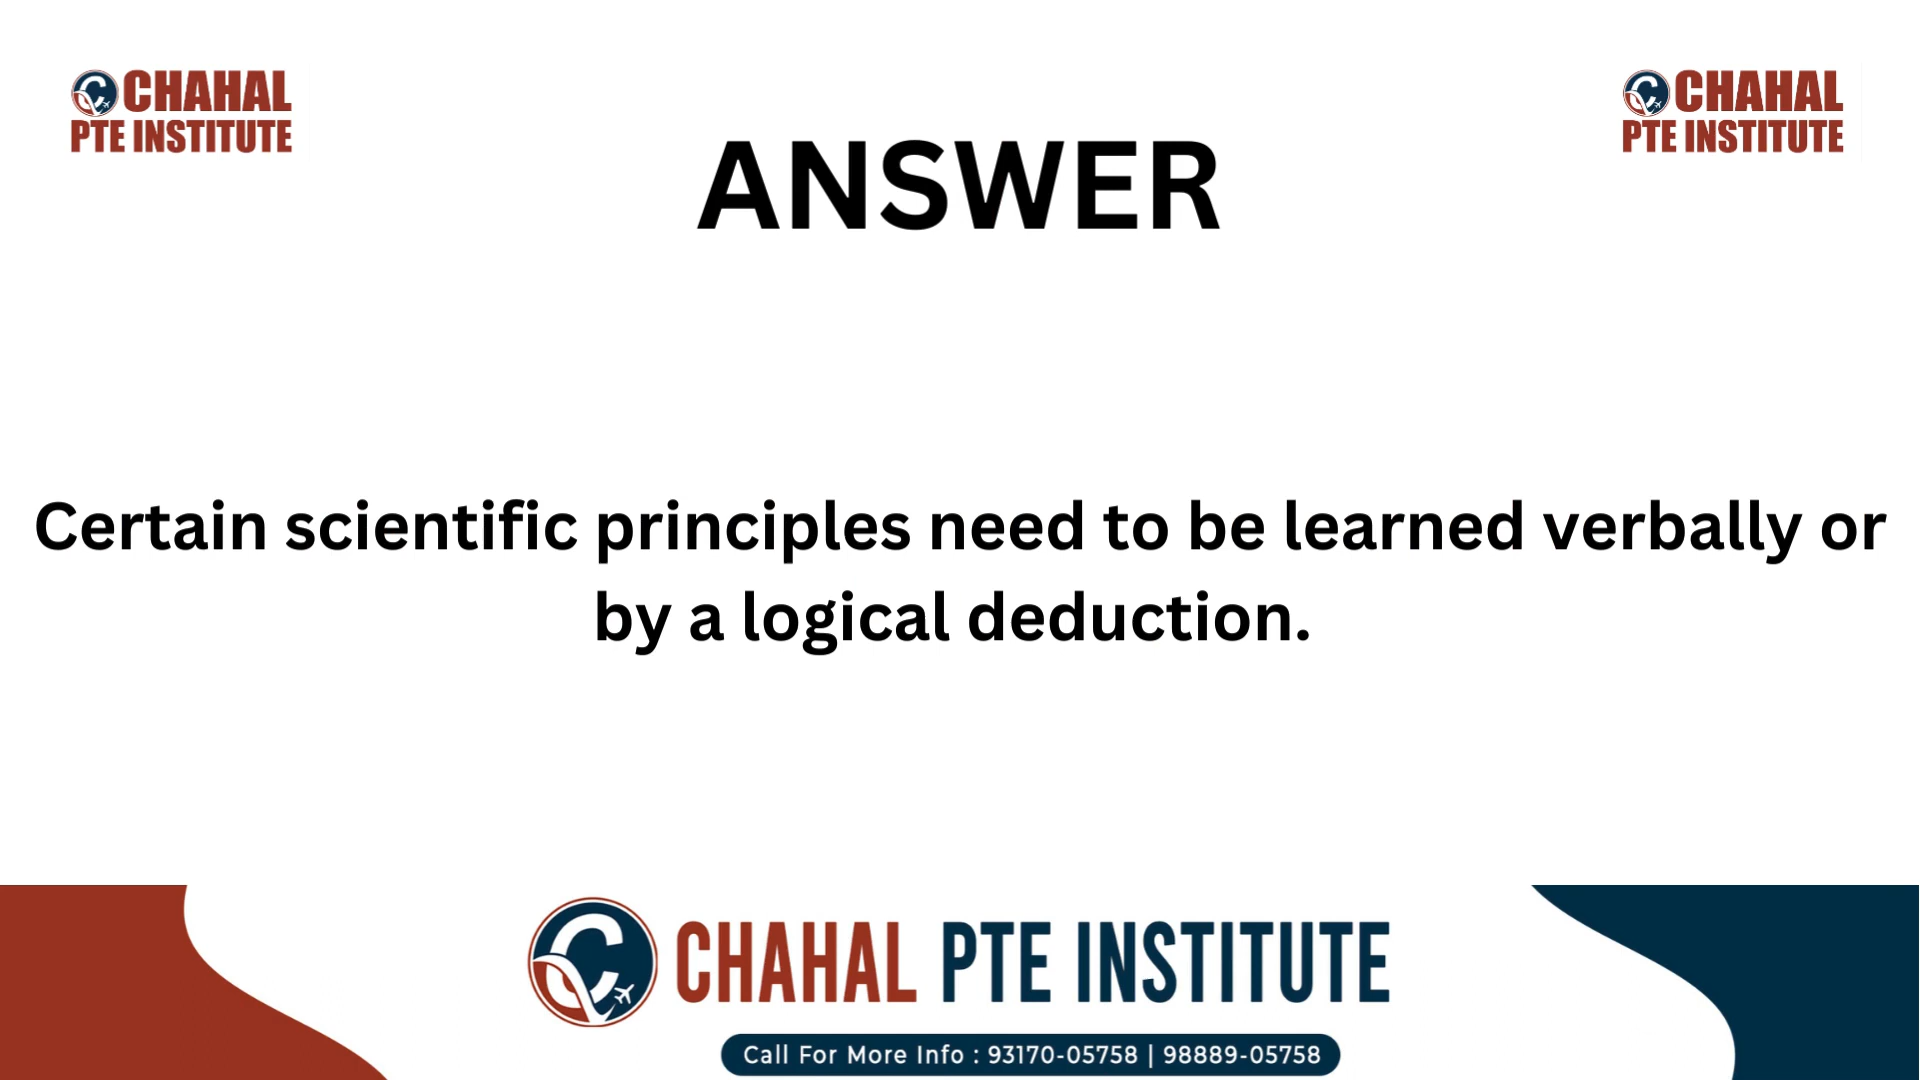 CHAHAL
PTE INSTITUTE
CHAHAL
PTE INSTITUTE
ANSWER
Certain scientific principles need to be learned verbally or
by a logical deduction.
CHAHAL PTE INSTITUTE
Call For More Info : 93170-05758 | 98889-05758